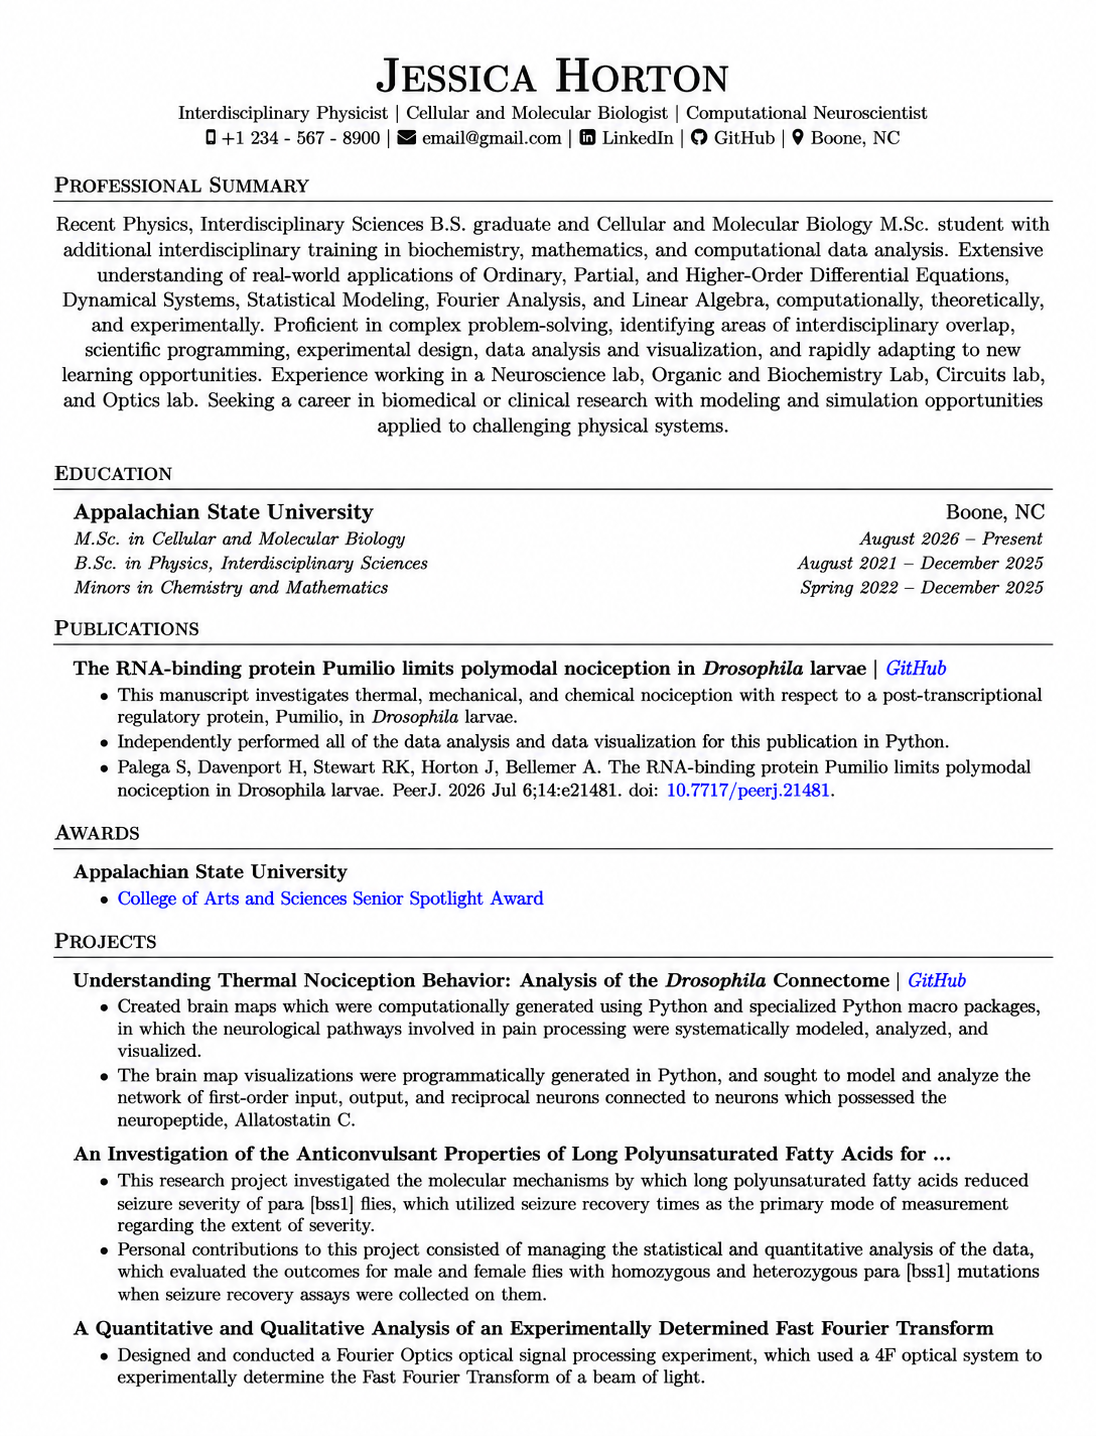 Jessica Horton
Interdisciplinary Physicist | Cellular and Molecular Biologist | Computational Neuroscientist
+1 234 - 567 - 8900 | email@gmail.com | LinkedIn | GitHub | Boone, NC
Professional Summary
Recent Physics, Interdisciplinary Sciences B.S. graduate and Cellular and Molecular Biology M.Sc. student with
additional interdisciplinary training in biochemistry, mathematics, and computational data analysis. Extensive
understanding of real-world applications of Ordinary, Partial, and Higher-Order Differential Equations,
Dynamical Systems, Statistical Modeling, Fourier Analysis, and Linear Algebra, computationally, theoretically,
and experimentally. Proficient in complex problem-solving, identifying areas of interdisciplinary overlap,
scientific programming, experimental design, data analysis and visualization, and rapidly adapting to new
learning opportunities. Experience working in a Neuroscience lab, Organic and Biochemistry Lab, Circuits lab,
and Optics lab. Seeking a career in biomedical or clinical research with modeling and simulation opportunities
applied to challenging physical systems.
Education
Appalachian State University Boone, NC
M.Sc. in Cellular and Molecular Biology August 2026 – Present
B.Sc. in Physics, Interdisciplinary Sciences August 2021 – December 2025
Minors in Chemistry and Mathematics Spring 2022 – December 2025
Publications
The RNA-binding protein Pumilio limits polymodal nociception in Drosophila larvae | GitHub
• This manuscript investigates thermal, mechanical, and chemical nociception with respect to a post-transcriptional
regulatory protein, Pumilio, in Drosophila larvae.
• Independently performed all of the data analysis and data visualization for this publication in Python.
• Palega S, Davenport H, Stewart RK, Horton J, Bellemer A. The RNA-binding protein Pumilio limits polymodal
nociception in Drosophila larvae. PeerJ. 2026 Jul 6;14:e21481. doi: 10.7717/peerj.21481.
Awards
Appalachian State University
• College of Arts and Sciences Senior Spotlight Award
Projects
Understanding Thermal Nociception Behavior: Analysis of the Drosophila Connectome | GitHub
• Created brain maps which were computationally generated using Python and specialized Python macro packages,
in which the neurological pathways involved in pain processing were systematically modeled, analyzed, and
visualized.
• The brain map visualizations were programmatically generated in Python, and sought to model and analyze the
network of first-order input, output, and reciprocal neurons connected to neurons which possessed the
neuropeptide, Allatostatin C.
An Investigation of the Anticonvulsant Properties of Long Polyunsaturated Fatty Acids for ...
• This research project investigated the molecular mechanisms by which long polyunsaturated fatty acids reduced
seizure severity of para [bss1] flies, which utilized seizure recovery times as the primary mode of measurement
regarding the extent of severity.
• Personal contributions to this project consisted of managing the statistical and quantitative analysis of the data,
which evaluated the outcomes for male and female flies with homozygous and heterozygous para [bss1] mutations
when seizure recovery assays were collected on them.
A Quantitative and Qualitative Analysis of an Experimentally Determined Fast Fourier Transform
• Designed and conducted a Fourier Optics optical signal processing experiment, which used a 4F optical system to
experimentally determine the Fast Fourier Transform of a beam of light.